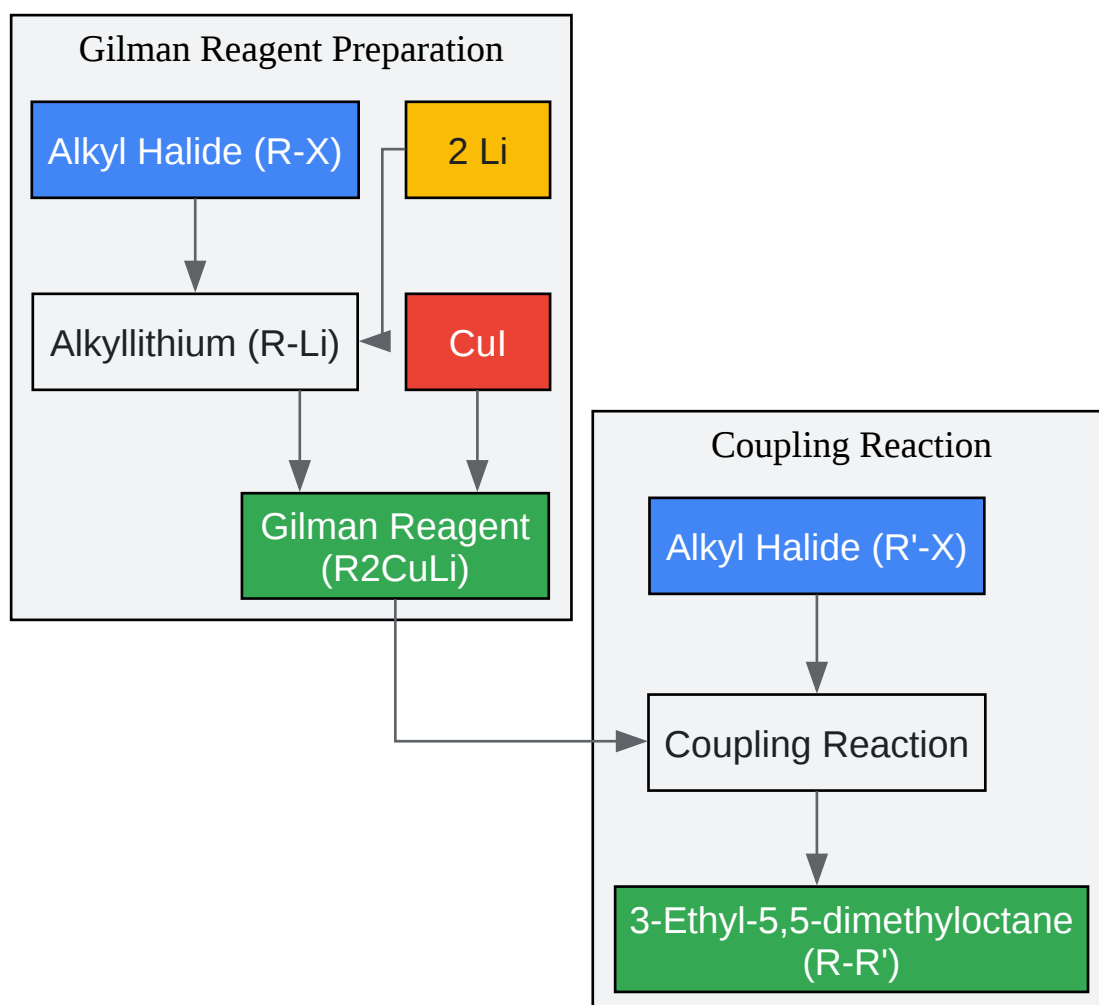 Gilman Reagent Preparation
Alkyl Halide (R-X)
2 Li
Alkyllithium (R-Li)
CuI
Gilman Reagent
(R2CuLi)
Coupling Reaction
Alkyl Halide (R'-X)
Coupling Reaction
3-Ethyl-5,5-dimethyloctane
(R-R')